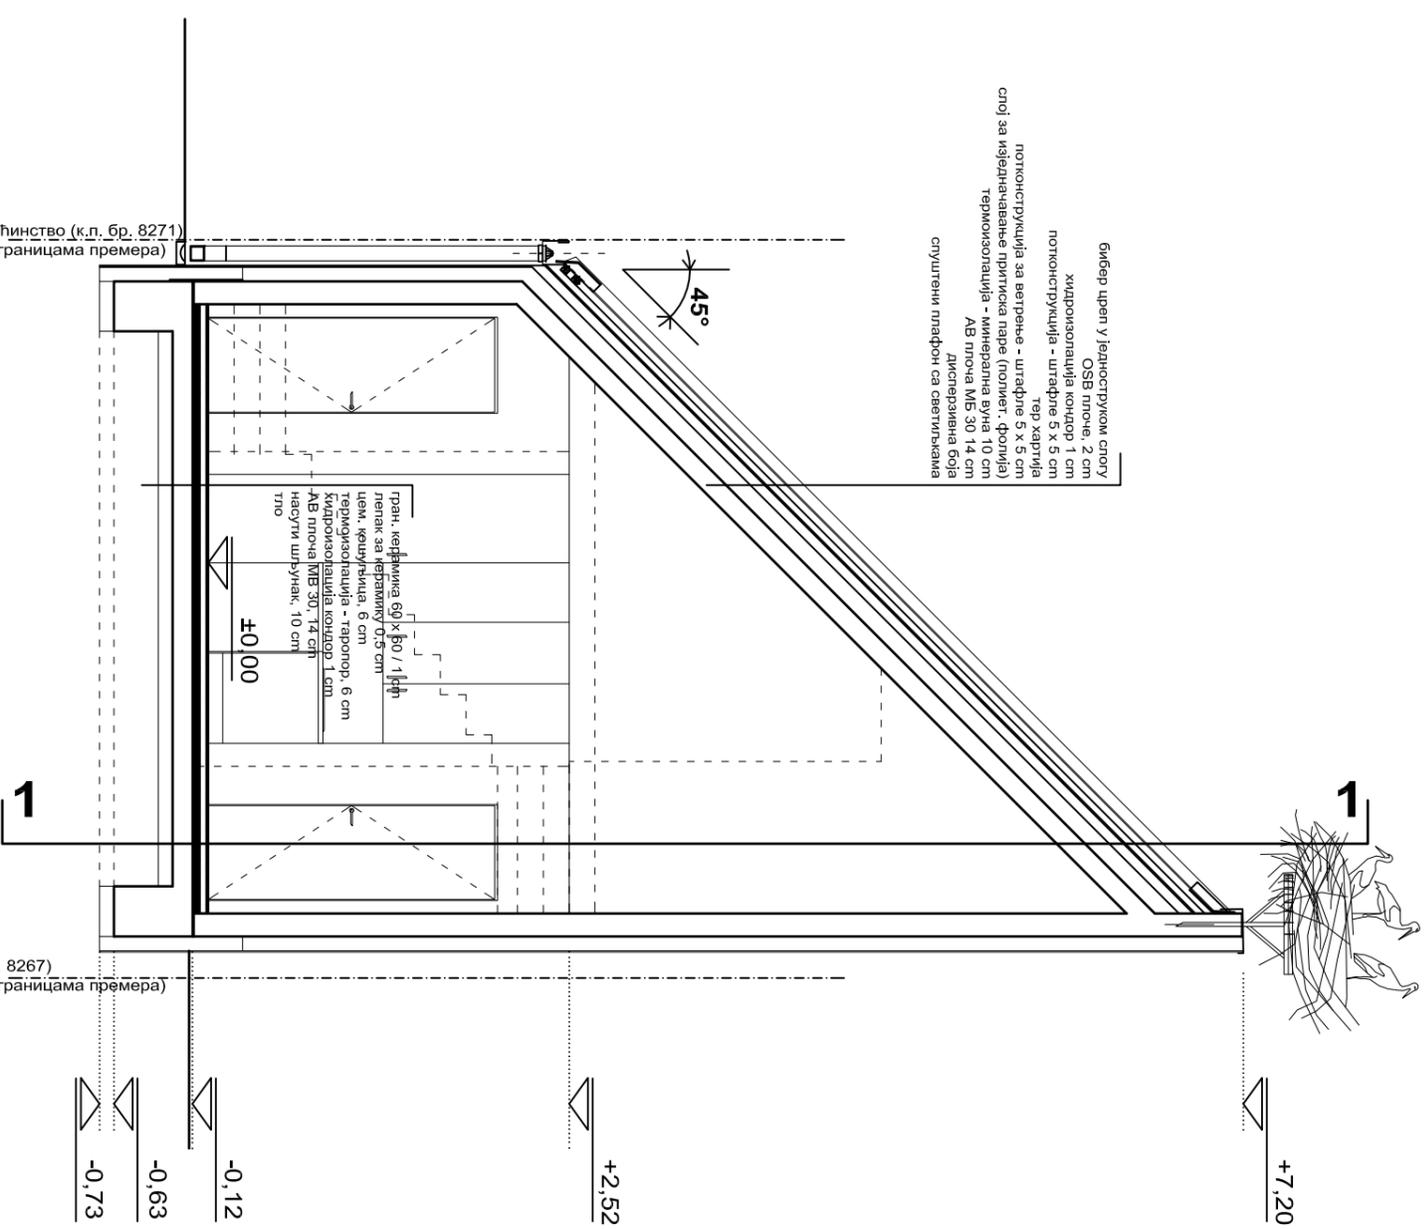 бибер цреп у једноструком слогу
OSB плоче, 2 cm
хидроизолација кондор 1 cm
потконструкција - штафле 5 x 5 cm
тер хартија
потконструкција за ветрење - штафле 5 x 5 cm
слој за изједначавање притиска паре (полиет. фолија)
термоизолација - минерална вуна 10 cm
АВ плоча МБ 30 14 cm
дисперзивна боја
спуштени плафон са светиљкама
45°
ћинство (к.п. бр. 8271)
границама премера)
гран. керамика 60 x 60 / 1 cm
лепак за керамику 0,5 cm
цем. кошуљица, 6 cm
термоизолација - таропор, 6 cm
хидроизолација кондор 1 cm
АВ плоча МВ 30, 14 cm
насути шљунак, 10 cm
тло
±0,00
1
1
8267)
границама премера)
+7,20
+2,52
-0,12
-0,63
-0,73